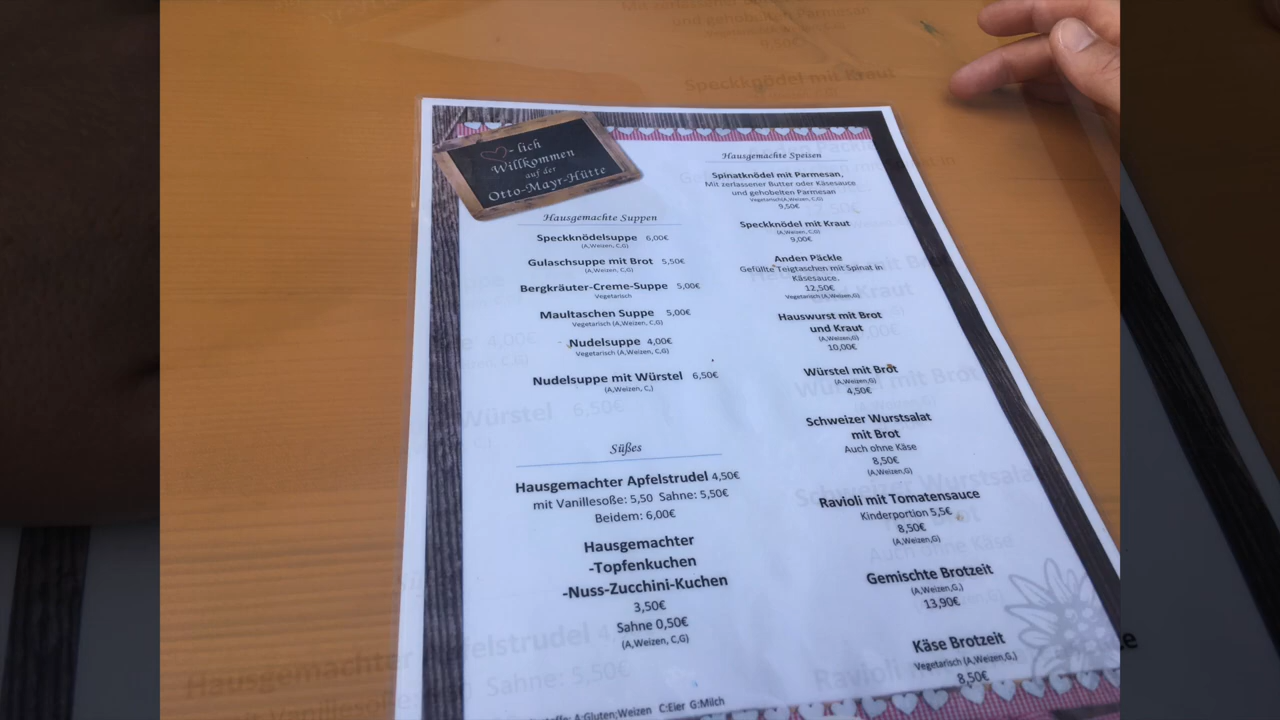 -lich
Willkommen
auf der
Otto-Mayr-Hütte
Hausgemachte Suppen
Speckknödelsuppe 6,00€
(A,Weizen, C,G)
Gulaschsuppe mit Brot 5,50€
(A,Weizen, C,G)
Bergkräuter-Creme-Suppe 5,00€
Vegetarisch
Maultaschen Suppe 5,00€
Vegetarisch (A,Weizen, C,G)
Nudelsuppe 4,00€
Vegetarisch (A,Weizen, C,G)
Nudelsuppe mit Würstel 6,50€
(A,Weizen, C,)
Süßes
Hausgemachter Apfelstrudel 4,50€
mit Vanillesoße: 5,50 Sahne: 5,50€
Beidem: 6,00€
Hausgemachter
-Topfenkuchen
-Nuss-Zucchini-Kuchen
3,50€
Sahne 0,50€
(A,Weizen, C,G)
A:Gluten;Weizen C:Eier G:Milch
Hausgemachte Speisen
Spinatknödel mit Parmesan,
Mit zerlassener Butter oder Käsesauce
und gehobelten Parmesan
Vegetarisch(A,Weizen, C,G)
9,50€
Speckknödel mit Kraut
(A,Weizen, C,G)
9,00€
Anden Päckle
Gefüllte Teigtaschen mit Spinat in
Käsesauce.
12,50€
Vegetarisch (A,Weizen,G)
Hauswurst mit Brot
und Kraut
(A,Weizen,G)
10,00€
Würstel mit Brot
(A,Weizen,G)
4,50€
Schweizer Wurstsalat
mit Brot
Auch ohne Käse
8,50€
(A,Weizen,G)
Ravioli mit Tomatensauce
Kinderportion 5,5€
8,50€
(A,Weizen,G)
Gemischte Brotzeit
(A,Weizen,G,)
13,90€
Käse Brotzeit
Vegetarisch (A,Weizen,G,)
8,50€